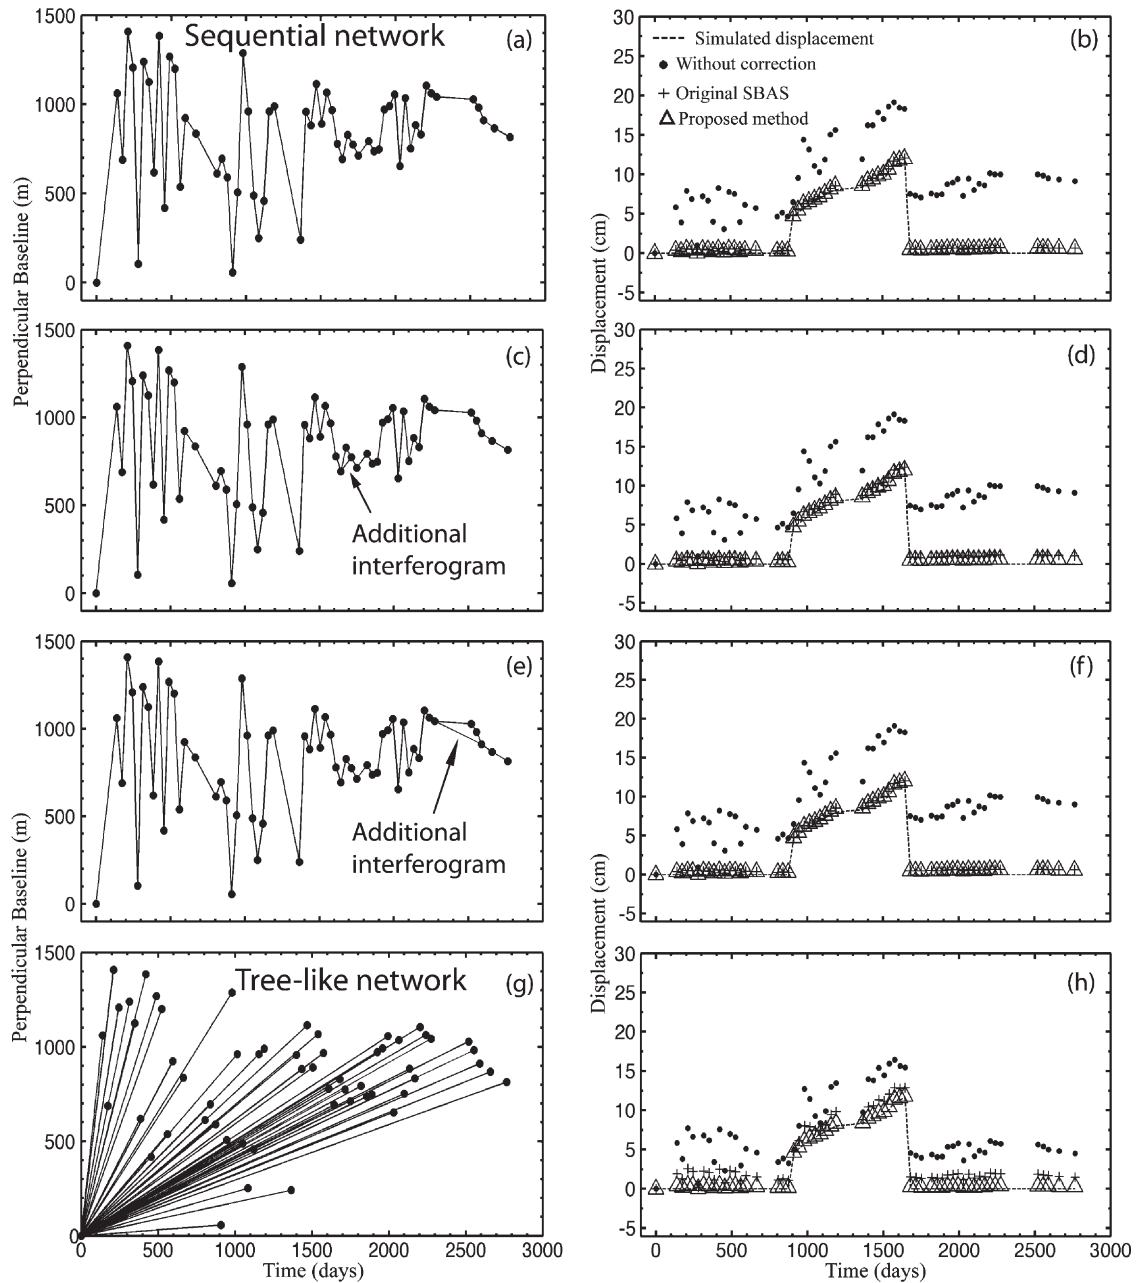 Sequential network
(a)
1500
1000
500
0
Perpendicular Baseline (m)
(b)
Simulated displacement
Without correction
Original SBAS
Proposed method
30
25
20
15
10
5
0
-5
Displacement (cm)
(c)
1500
1000
500
0
Additional
interferogram
(d)
30
25
20
15
10
5
0
-5
(e)
1500
1000
500
0
Perpendicular Baseline (m)
Additional
interferogram
(f)
30
25
20
15
10
5
0
-5
Displacement (cm)
Tree-like network
(g)
1500
1000
500
0
0 500 1000 1500 2000 2500 3000
Time (days)
(h)
30
25
20
15
10
5
0
-5
0 500 1000 1500 2000 2500 3000
Time (days)